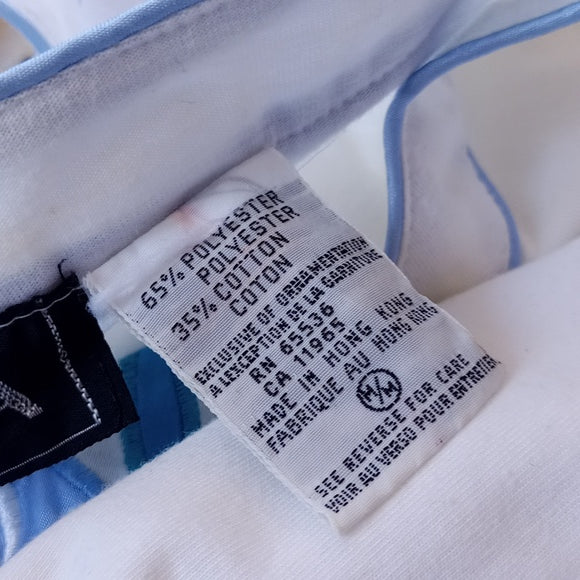 65% POLYESTER
POLYESTER
35% COTTON
COTON
EXCLUSIVE OF ORNAMENTATION
A LEXCEPTION DE LA GARNITURE
RN 65536
CA 11965
MADE IN HONG KONG
FABRIQUE AU HONG KONG
M/W
SEE REVERSE FOR CARE
VOIR AU VERSO POUR ENTRETIEN